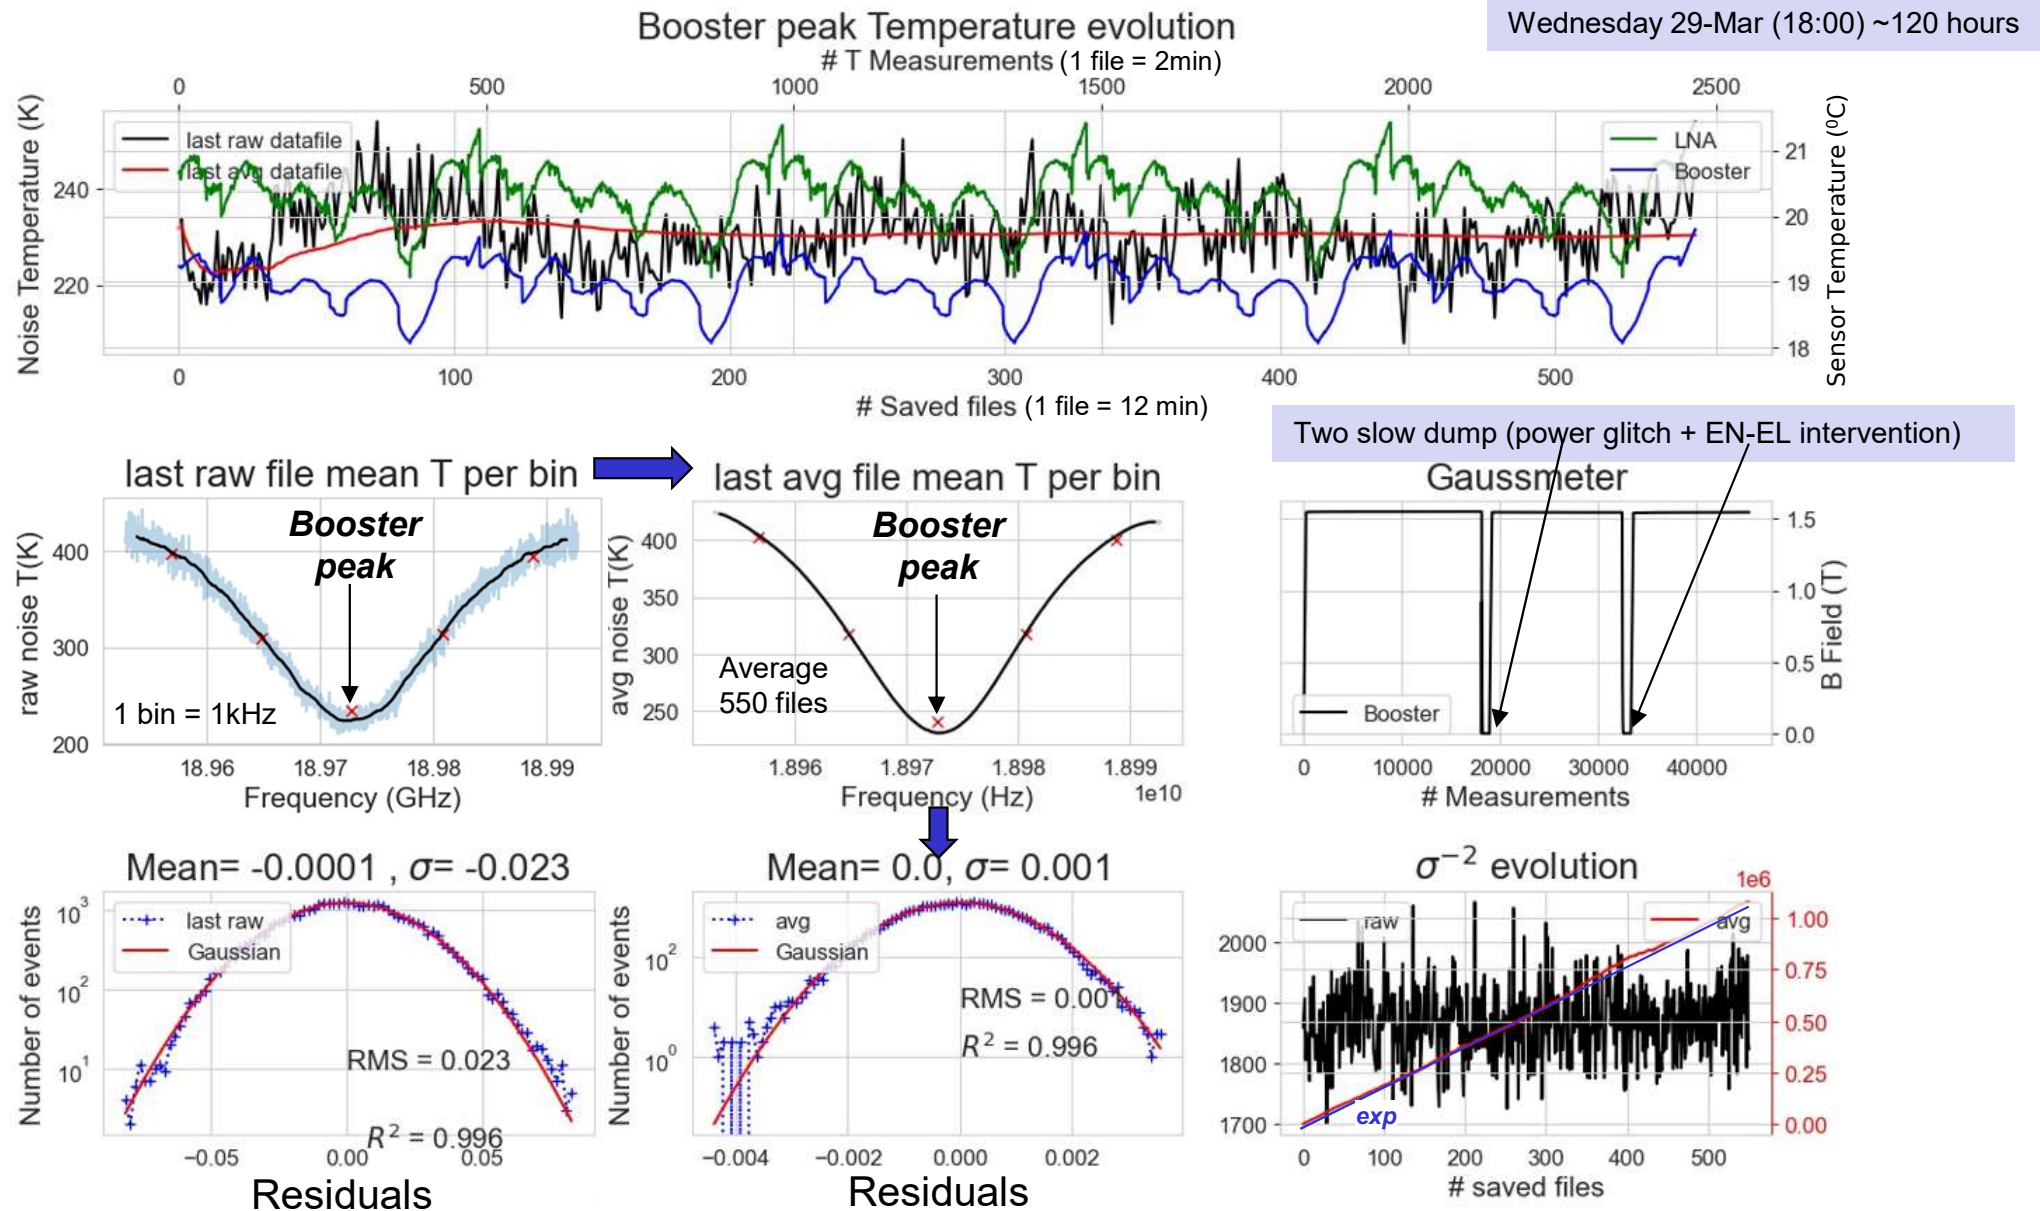 Booster peak Temperature evolution
Wednesday 29-Mar (18:00) ~120 hours
# T Measurements (1 file = 2min)
0 500 1000 1500 2000 2500
Noise Temperature (K)
240
220
last raw datafile
last avg datafile
LNA
Booster
21
20
19
18
Sensor Temperature (⁰C)
0 100 200 300 400 500
# Saved files (1 file = 12 min)
Two slow dump (power glitch + EN-EL intervention)
last raw file mean T per bin
raw noise T(K)
400
300
200
Booster
peak
1 bin = 1kHz
18.96 18.97 18.98 18.99
Frequency (GHz)
last avg file mean T per bin
avg noise T(K)
400
350
300
250
Booster
peak
Average
550 files
1.896 1.897 1.898 1.899
Frequency (Hz)
1e10
Gaussmeter
Booster
1.5
1.0
0.5
0.0
B Field (T)
0 10000 20000 30000 40000
# Measurements
Mean= -0.0001 , σ= -0.023
Number of events
10³
10²
10¹
last raw
Gaussian
RMS = 0.023
R² = 0.996
−0.05 0.00 0.05
Residuals
Mean= 0.0, σ= 0.001
Number of events
10²
10⁰
avg
Gaussian
RMS = 0.001
R² = 0.996
−0.004 −0.002 0.000 0.002
Residuals
σ⁻² evolution
1e6
2000
1900
1800
1700
raw
avg
exp
1.00
0.75
0.50
0.25
0.00
0 100 200 300 400 500
# saved files